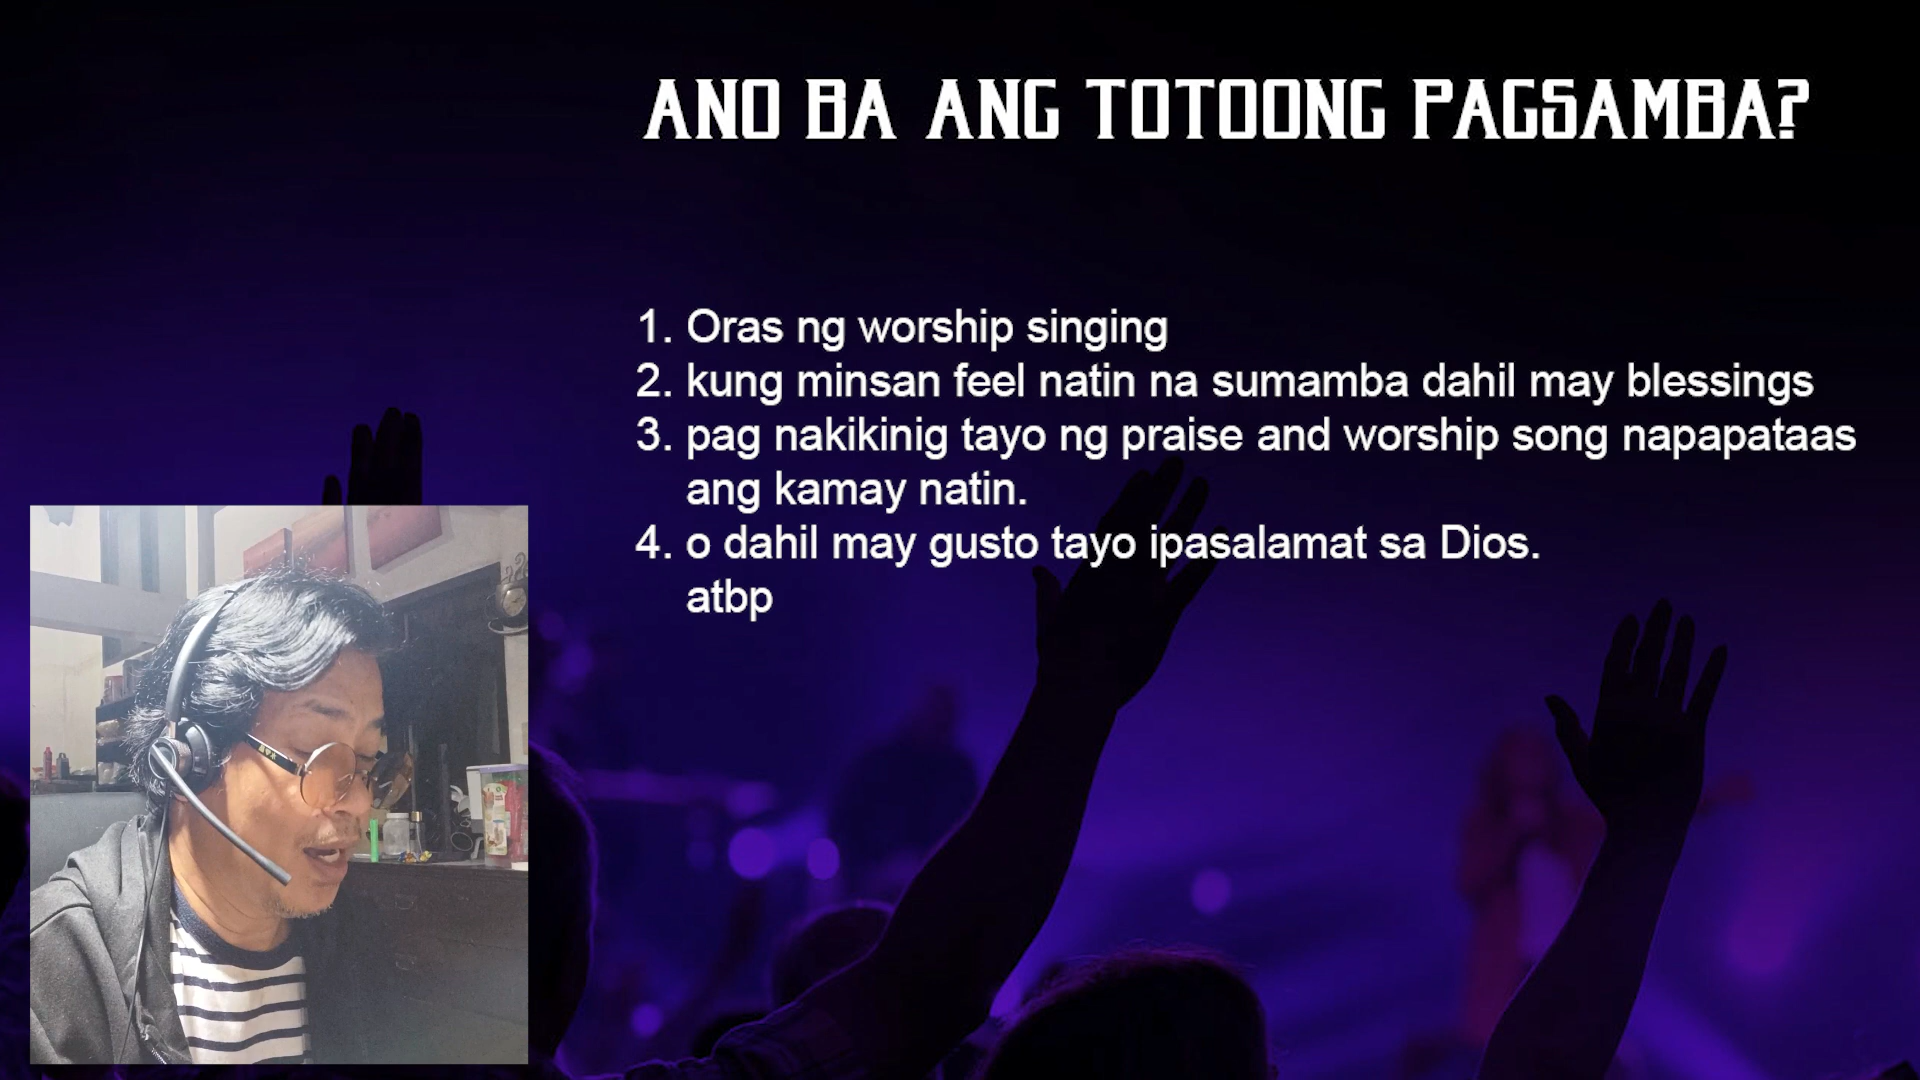 ANO BA ANG TOTOONG PAGSAMBA?
1. Oras ng worship singing
2. kung minsan feel natin na sumamba dahil may blessings
3. pag nakikinig tayo ng praise and worship song napapataas
ang kamay natin.
4. o dahil may gusto tayo ipasalamat sa Dios.
atbp